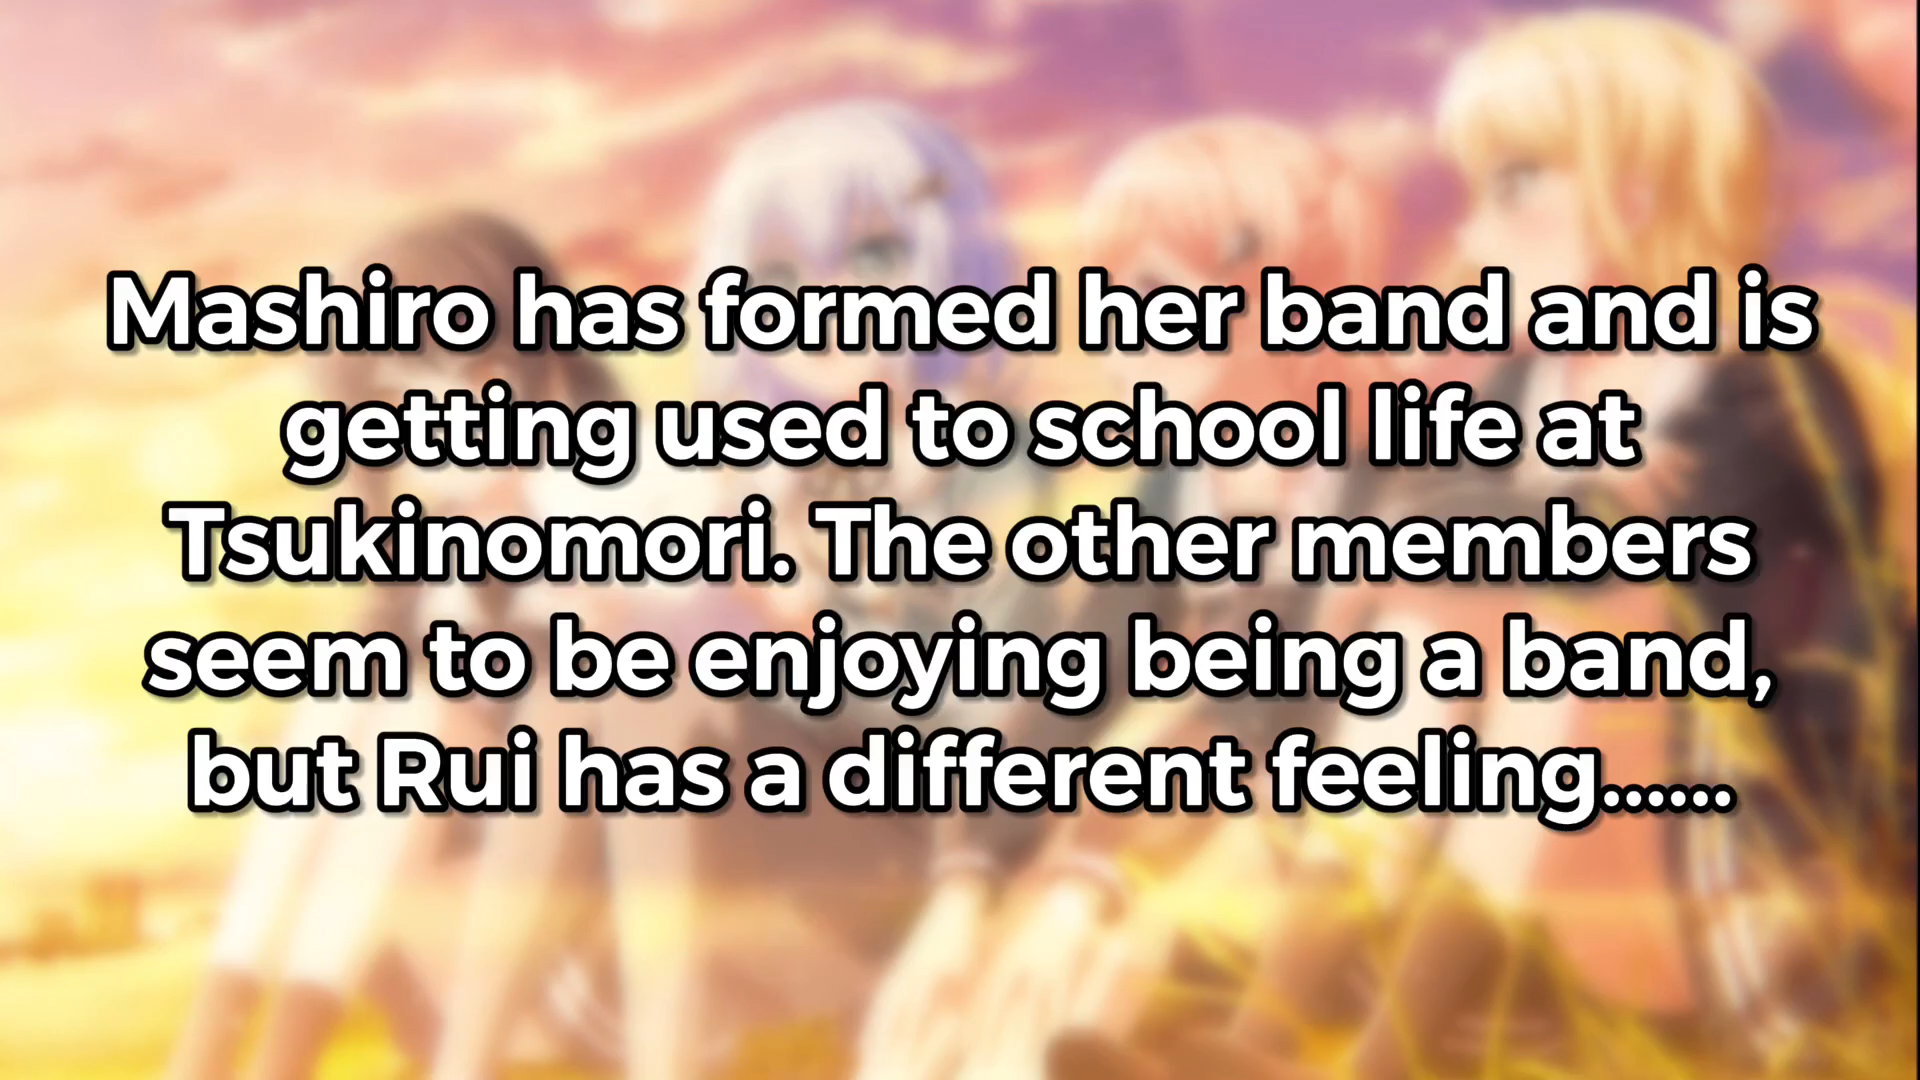 Mashiro has formed her band and is
getting used to school life at
Tsukinomori. The other members
seem to be enjoying being a band,
but Rui has a different feeling......